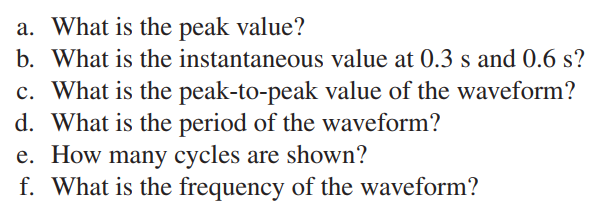 a. What is the peak value?
b. What is the instantaneous value at 0.3 s and 0.6 s?
c. What is the peak-to-peak value of the waveform?
d. What is the period of the waveform?
e. How many cycles are shown?
f. What is the frequency of the waveform?